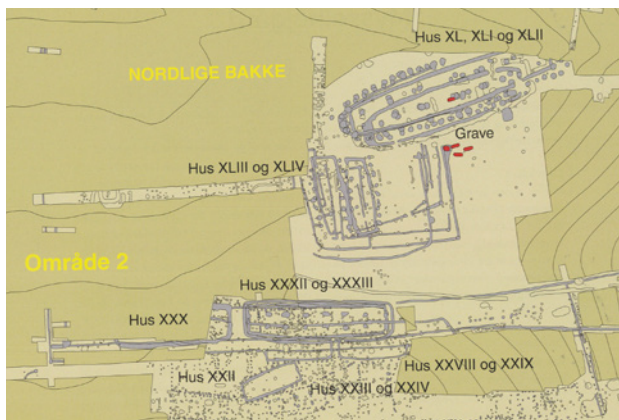 Hus XL, XLI og XLII
NORDLIGE BAKKE
Grave
Hus XLIII og XLIV
Område 2
Hus XXXII og XXXIII
Hus XXX
Hus XXVIII og XXIX
Hus XXII
Hus XXIII og XXIV